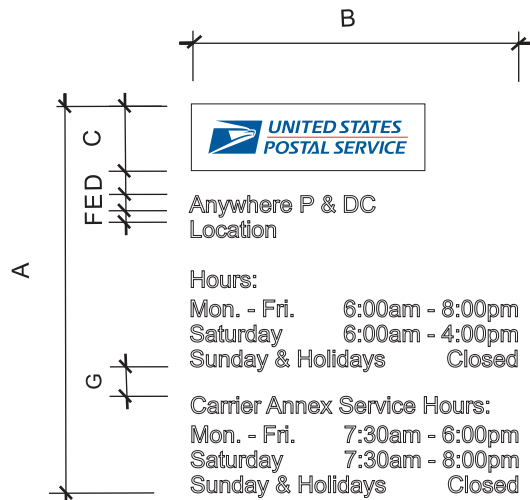 B
UNITED STATES
POSTAL SERVICE
C
D
E
F
Anywhere P & DC
Location
A
Hours:
Mon. - Fri. 6:00am - 8:00pm
Saturday 6:00am - 4:00pm
Sunday & Holidays Closed
G
Carrier Annex Service Hours:
Mon. - Fri. 7:30am - 6:00pm
Saturday 7:30am - 8:00pm
Sunday & Holidays Closed